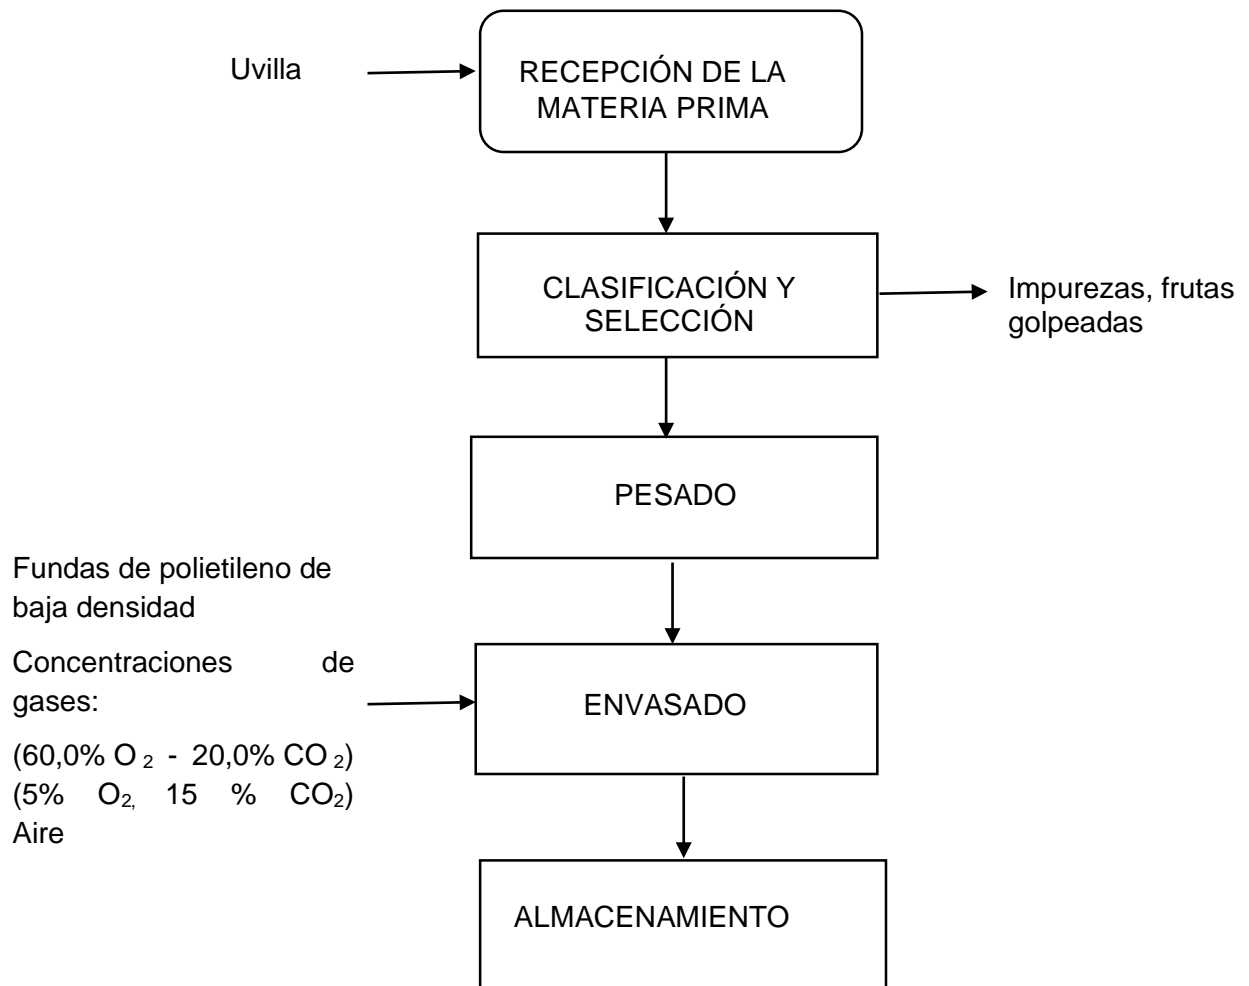 Uvilla
RECEPCIÓN DE LA
MATERIA PRIMA
CLASIFICACIÓN Y
SELECCIÓN
Impurezas, frutas
golpeadas
PESADO
Fundas de polietileno de
baja densidad
Concentraciones de
gases:
(60,0% O₂ - 20,0% CO₂)
(5% O₂, 15 % CO₂)
Aire
ENVASADO
ALMACENAMIENTO